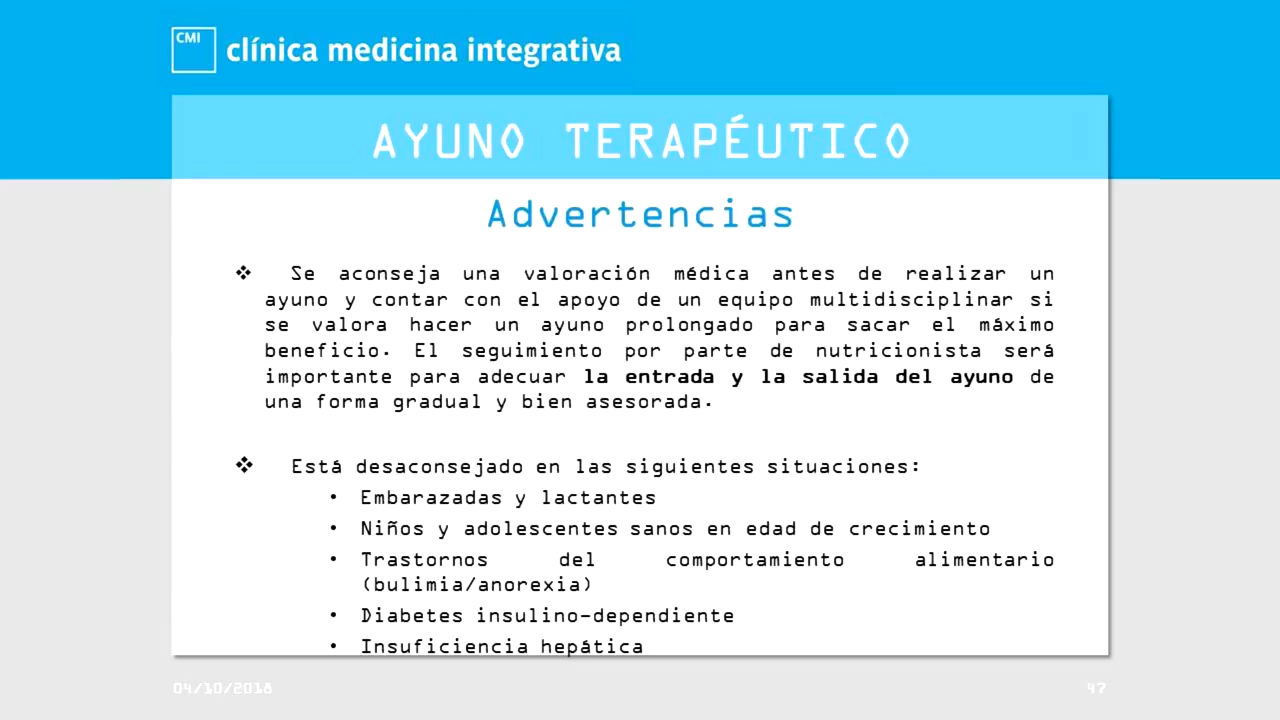 CMI
clínica medicina integrativa
AYUNO TERAPÉUTICO
Advertencias
❖ Se aconseja una valoración médica antes de realizar un
ayuno y contar con el apoyo de un equipo multidisciplinar si
se valora hacer un ayuno prolongado para sacar el máximo
beneficio. El seguimiento por parte de nutricionista será
importante para adecuar la entrada y la salida del ayuno de
una forma gradual y bien asesorada.
❖ Está desaconsejado en las siguientes situaciones:
• Embarazadas y lactantes
• Niños y adolescentes sanos en edad de crecimiento
• Trastornos del comportamiento alimentario
(bulimia/anorexia)
• Diabetes insulino-dependiente
• Insuficiencia hepática
04/10/2018
47